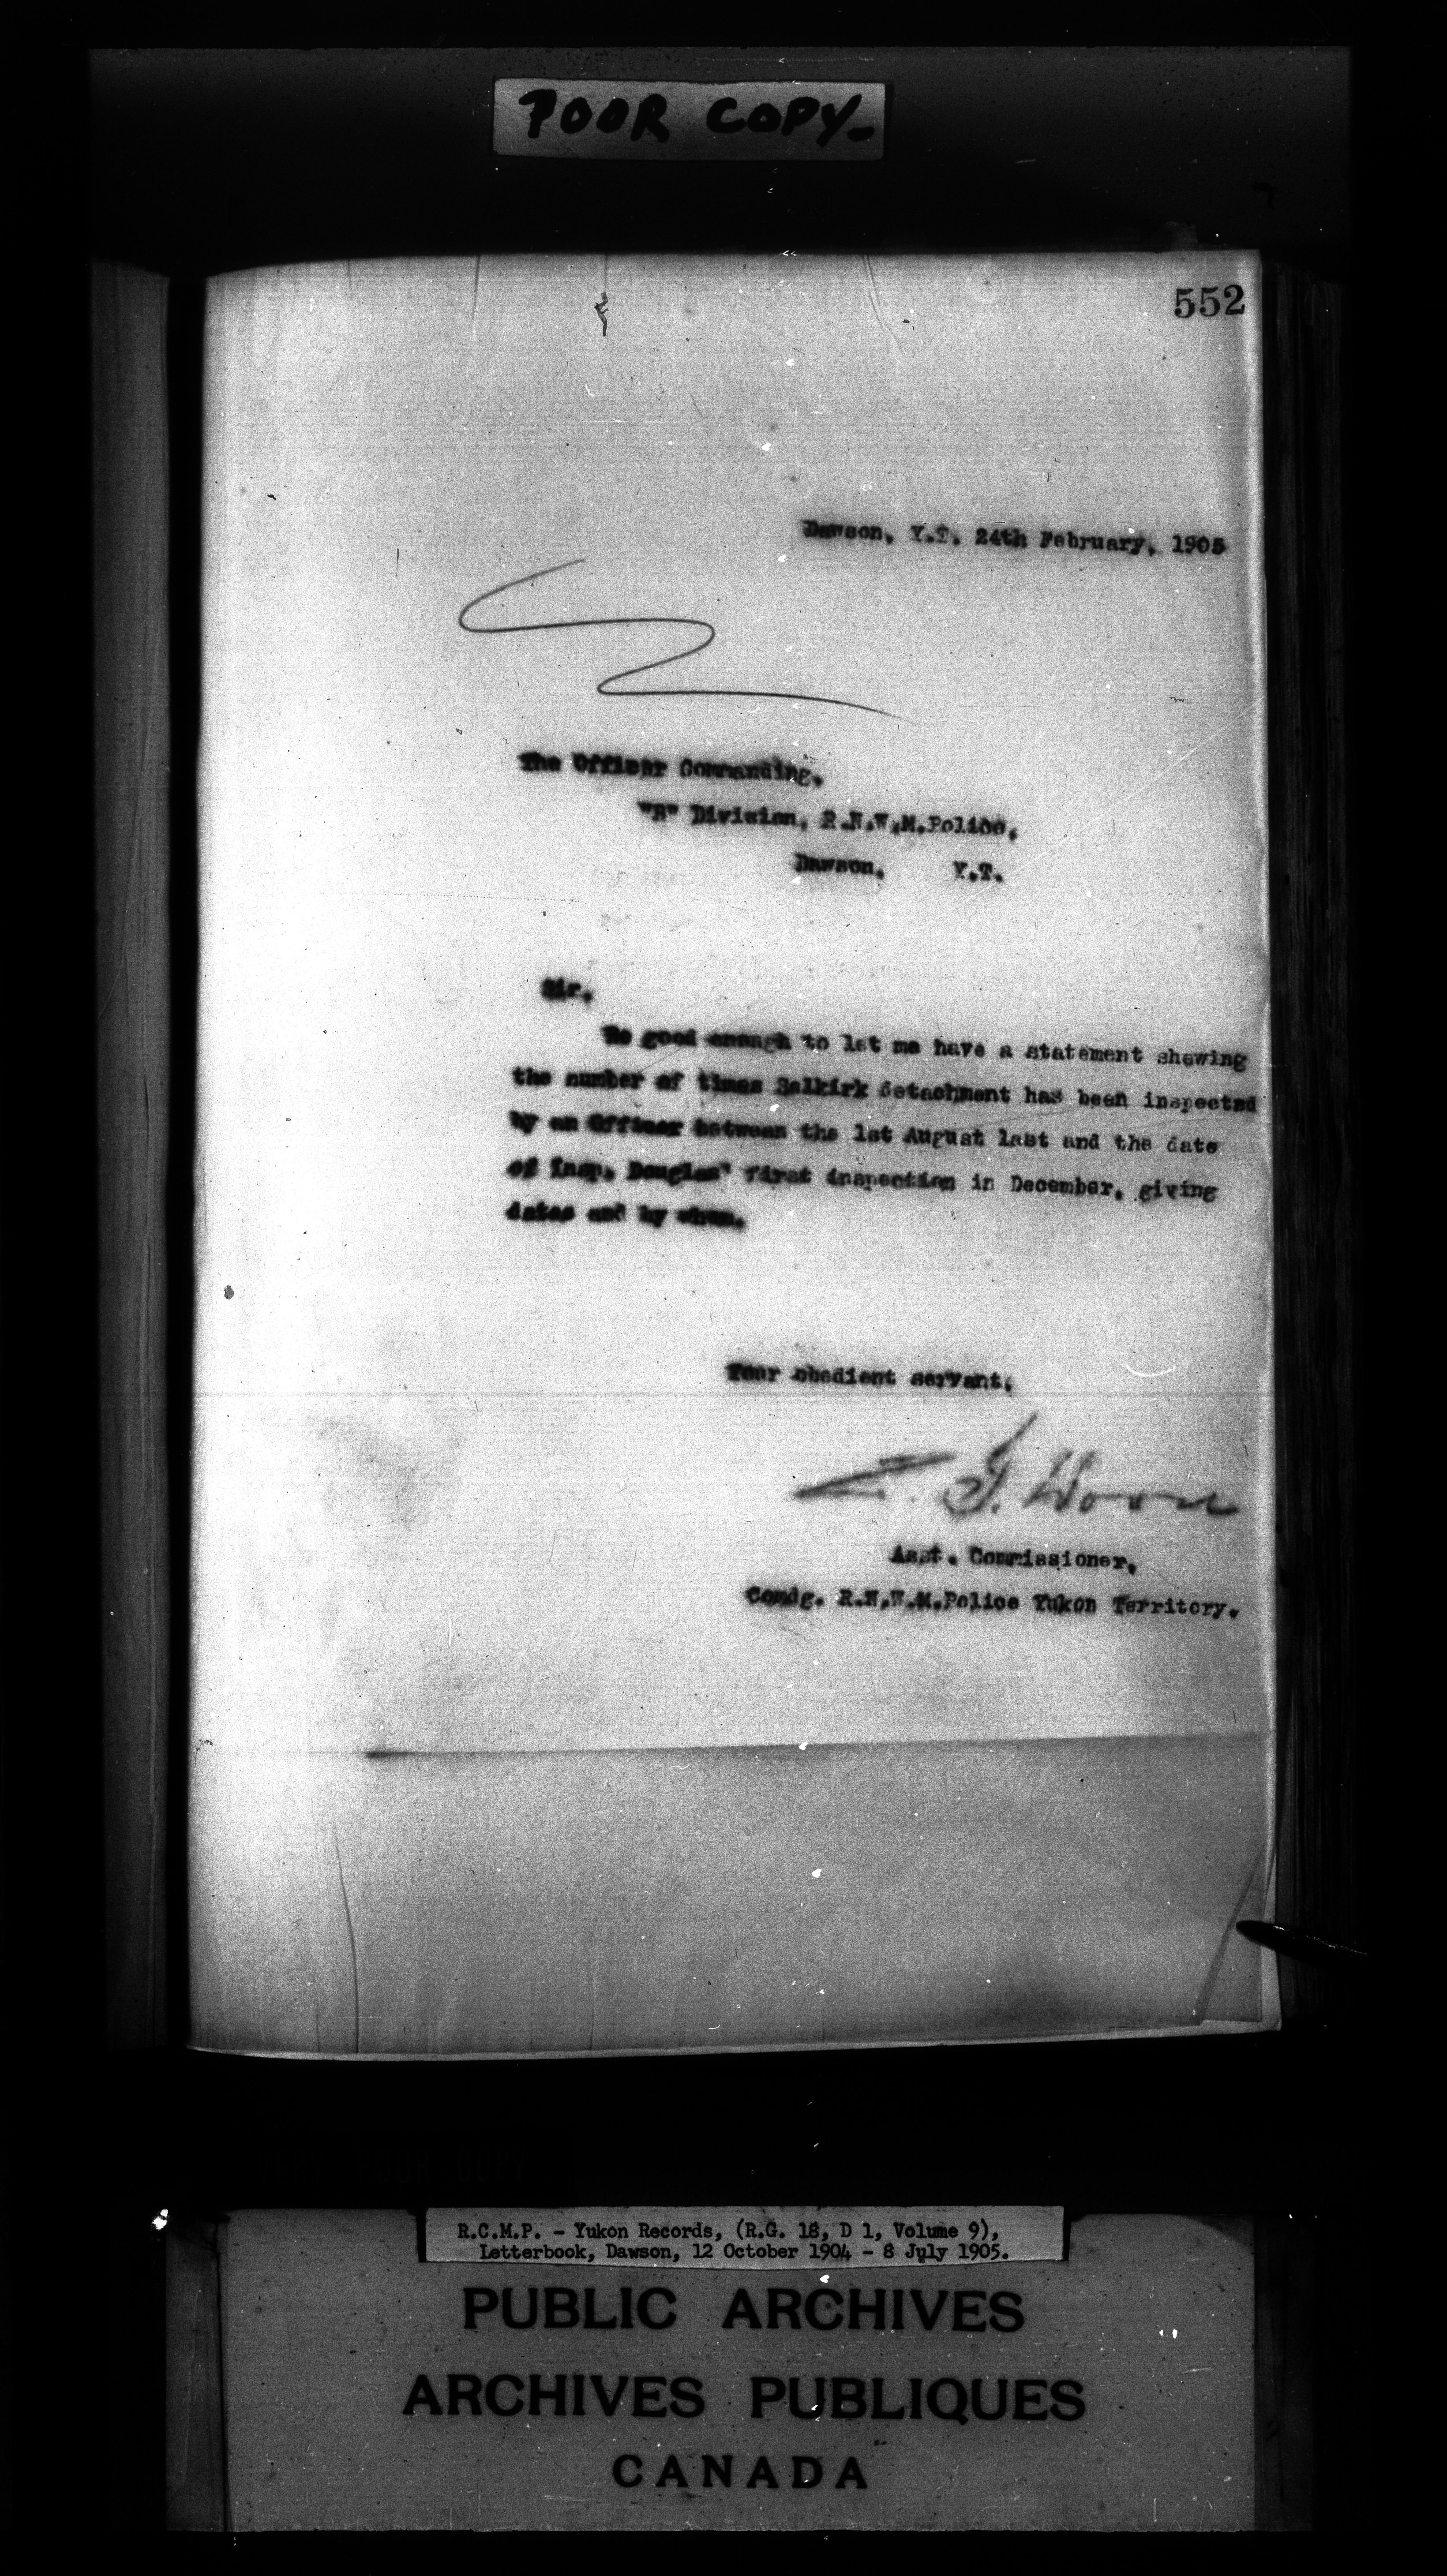 POOR COPY.
552
Dawson, Y.T. 24th February, 1905
The Officer Commanding,
"B" Division, R.N.W.M.Police,
Dawson, Y.T.
Sir,
Be good enough to let me have a statement shewing
the number of times Selkirk detachment has been inspected
by an Officer between the 1st August last and the date
of Insp. Douglas' first inspection in December, giving
dates and by whom.
Your obedient servant,
Z. T. Wood
Asst. Commissioner,
Comdg. R.N.W.M.Police Yukon Territory.
R.C.M.P. - Yukon Records, (R.G. 18, D 1, Volume 9),
Letterbook, Dawson, 12 October 1904 - 8 July 1905.
PUBLIC ARCHIVES
ARCHIVES PUBLIQUES
CANADA